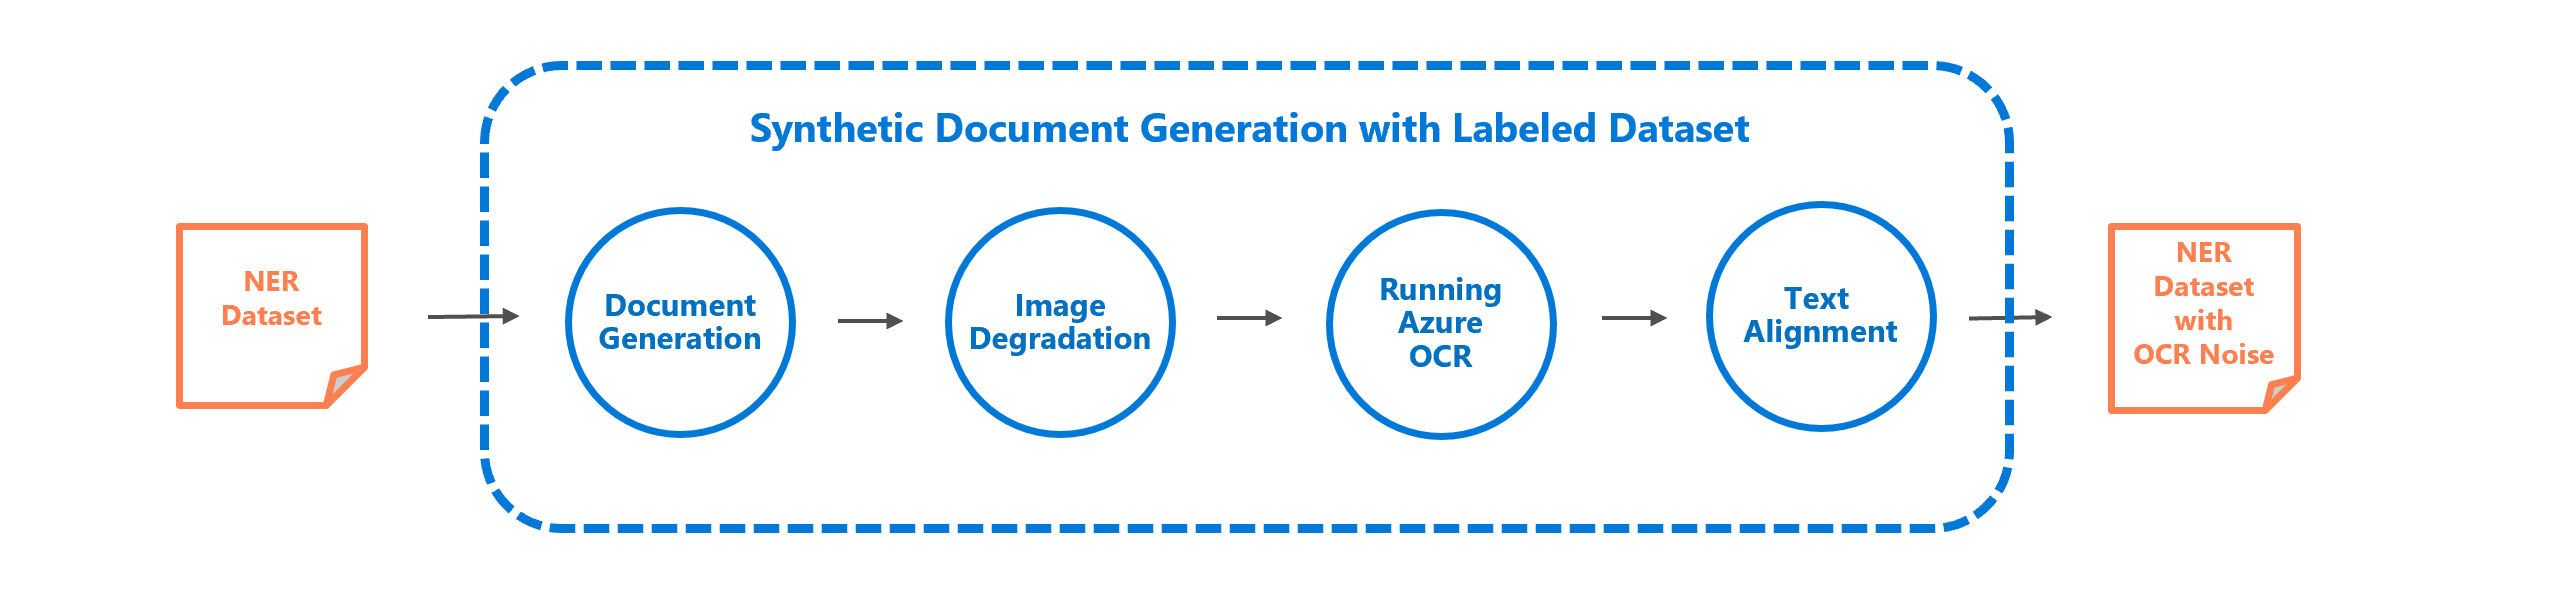 Synthetic Document Generation with Labeled Dataset
NER
Dataset
Document
Generation
Image
Degradation
Running
Azure
OCR
Text
Alignment
NER
Dataset
with
OCR Noise